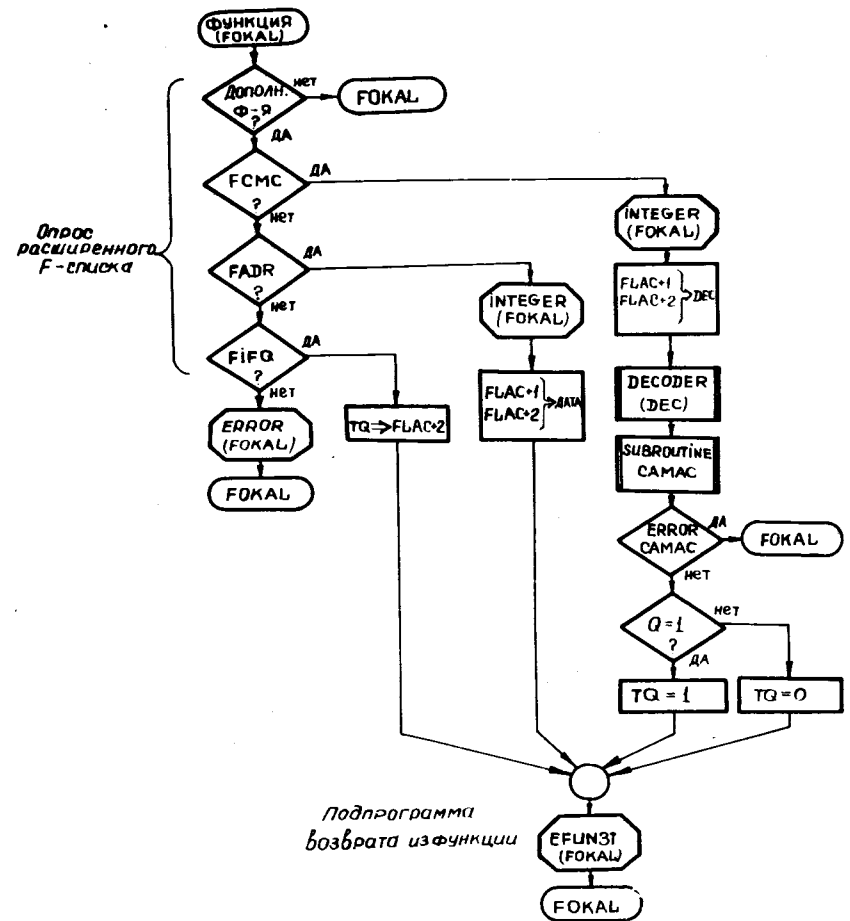 ФУНКЦИЯ
(FOKAL)
ДОПОЛН.
Ф-Я
?
нет
FOKAL
ДА
FCMC
?
ДА
нет
Опрос
расширенного
F-списка
FADR
?
ДА
нет
FiFQ
?
ДА
нет
ERROR
(FOKAL)
FOKAL
TQ⇒FLAC+2
INTEGER
(FOKAL)
FLAC+1
FLAC+2
⇒ДАТА
INTEGER
(FOKAL)
FLAC+1
FLAC+2
⇒DEC
DECODER
(DEC)
SUBROUTINE
CAMAC
ERROR
CAMAC
ДА
FOKAL
нет
Q=1
?
нет
ДА
TQ=1
TQ=0
Подпрограмма
возврата из функции
EFUN3I
(FOKAL)
FOKAL